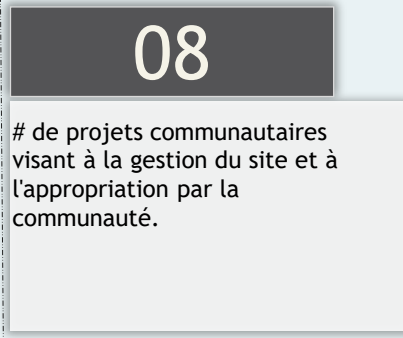 08
# de projets communautaires
visant à la gestion du site et à
l'appropriation par la
communauté.